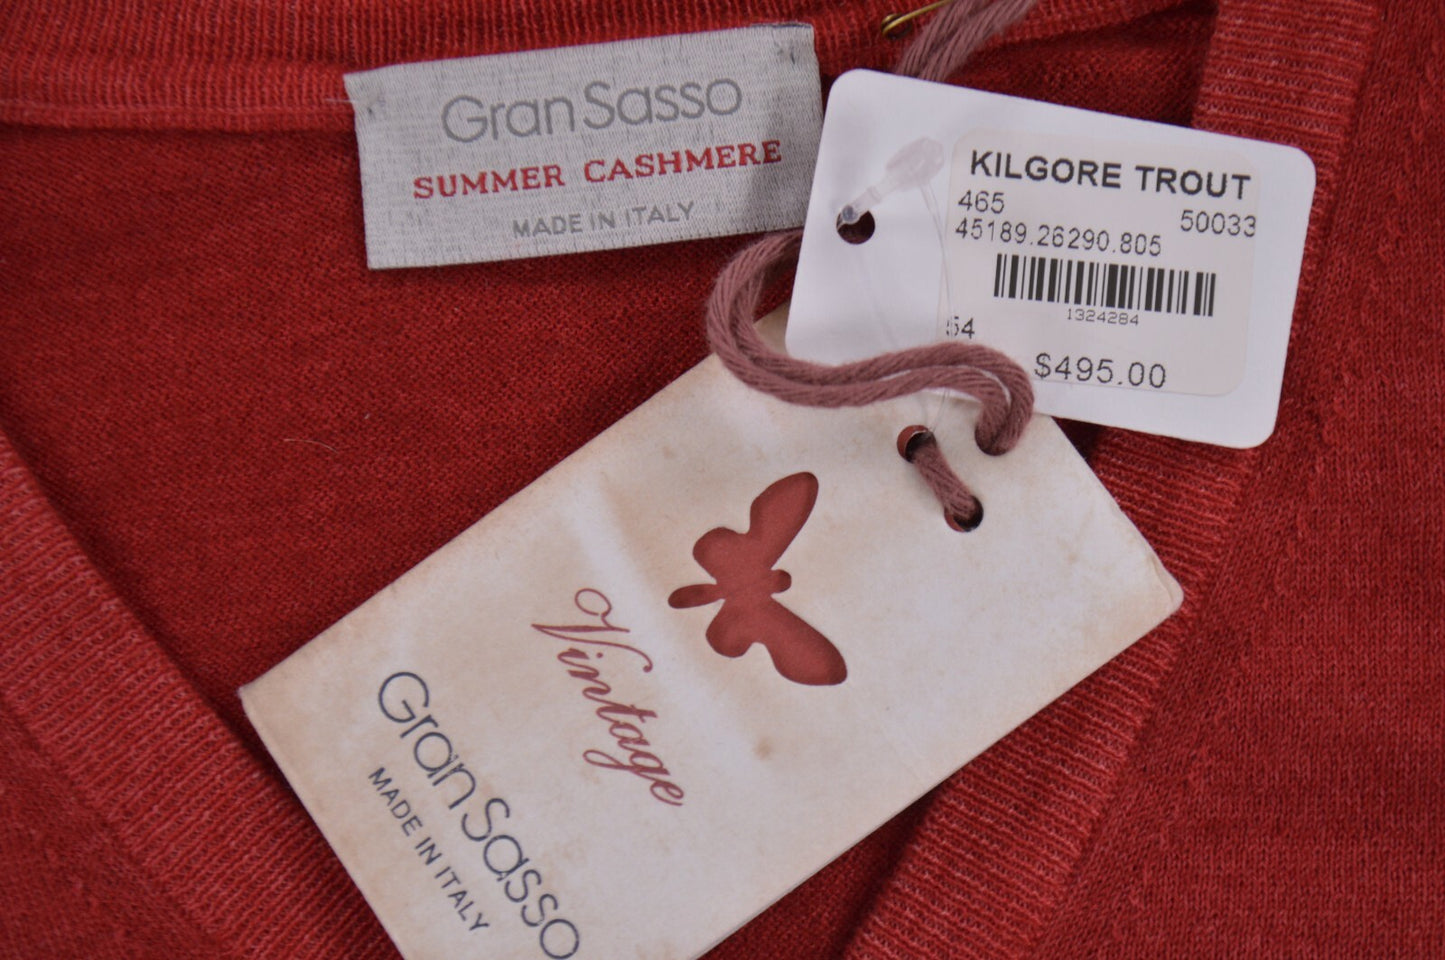 Gran Sasso
SUMMER CASHMERE
MADE IN ITALY
KILGORE TROUT
465
50033
45189.26290.805
1324284
54
$495.00
Vintage
Gran Sasso
MADE IN ITALY